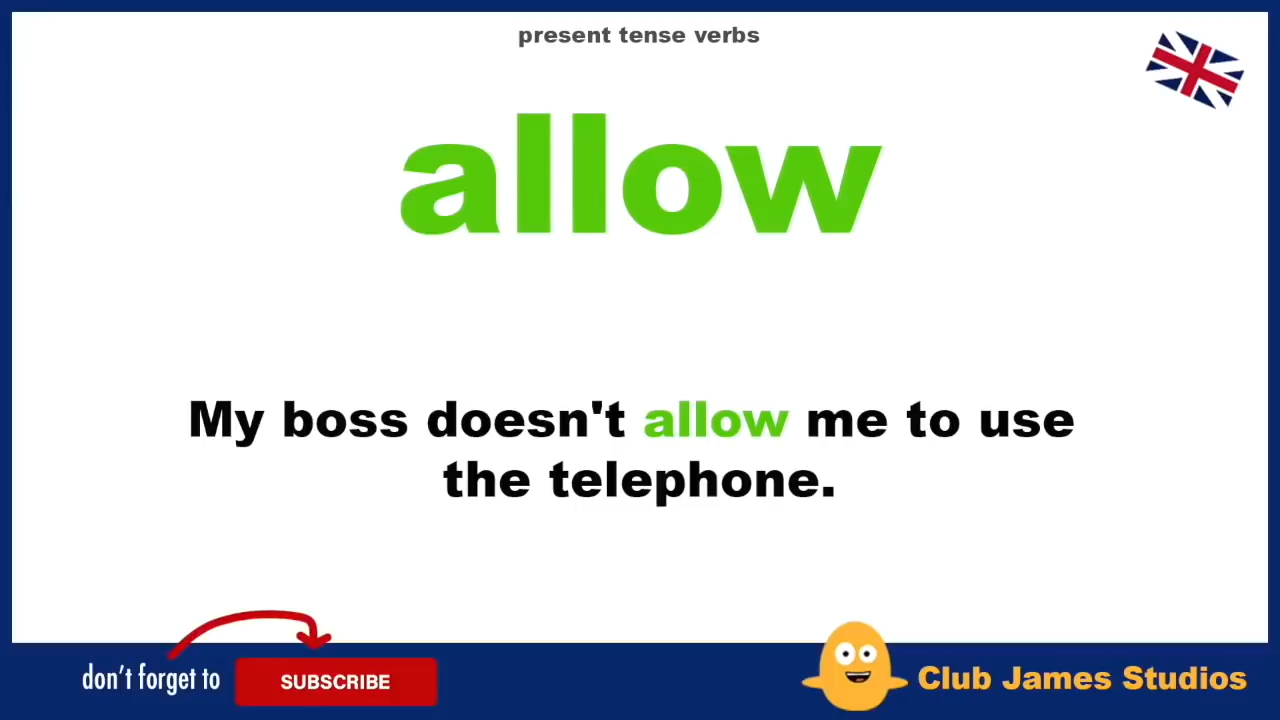 present tense verbs
allow
My boss doesn't allow me to use
the telephone.
don't forget to
SUBSCRIBE
Club James Studios